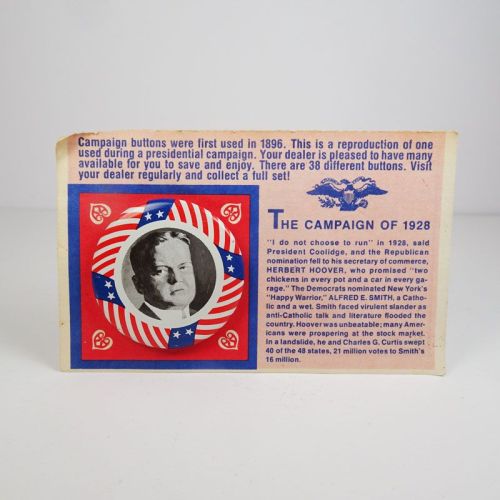 Campaign buttons were first used in 1896. This is a reproduction of one
used during a presidential campaign. Your dealer is pleased to have many
available for you to save and enjoy. There are 38 different buttons. Visit
your dealer regularly and collect a full set!
THE CAMPAIGN OF 1928
"I do not choose to run" in 1928, said
President Coolidge, and the Republican
nomination fell to his secretary of commerce,
HERBERT HOOVER, who promised "two
chickens in every pot and a car in every ga-
rage." The Democrats nominated New York's
"Happy Warrior," ALFRED E. SMITH, a Catho-
lic and a wet. Smith faced virulent slander as
anti-Catholic talk and literature flooded the
country. Hoover was unbeatable; many Amer-
icans were prospering at the stock market.
In a landslide, he and Charles G. Curtis swept
40 of the 48 states, 21 million votes to Smith's
16 million.